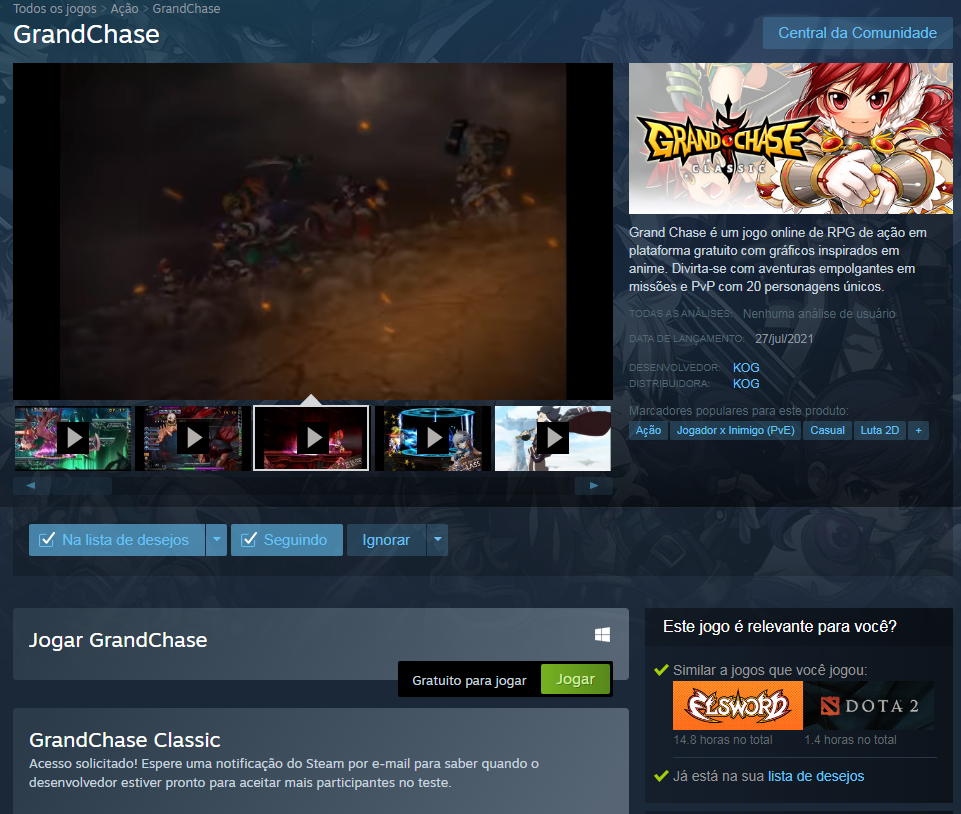 Todos os jogos > Ação > GrandChase
GrandChase
Central da Comunidade
GRAND CHASE
CLASSIC
Grand Chase é um jogo online de RPG de ação em
plataforma gratuito com gráficos inspirados em
anime. Divirta-se com aventuras empolgantes em
missões e PvP com 20 personagens únicos.
TODAS AS ANÁLISES: Nenhuma análise de usuário
DATA DE LANÇAMENTO: 27/jul/2021
DESENVOLVEDOR: KOG
DISTRIBUIDORA: KOG
Marcadores populares para este produto:
Ação Jogador x Inimigo (PvE) Casual Luta 2D +
Na lista de desejos Seguindo Ignorar
Jogar GrandChase
Gratuito para jogar Jogar
GrandChase Classic
Acesso solicitado! Espere uma notificação do Steam por e-mail para saber quando o
desenvolvedor estiver pronto para aceitar mais participantes no teste.
Este jogo é relevante para você?
Similar a jogos que você jogou:
ELSWORD DOTA 2
14.8 horas no total 1.4 horas no total
Já está na sua lista de desejos